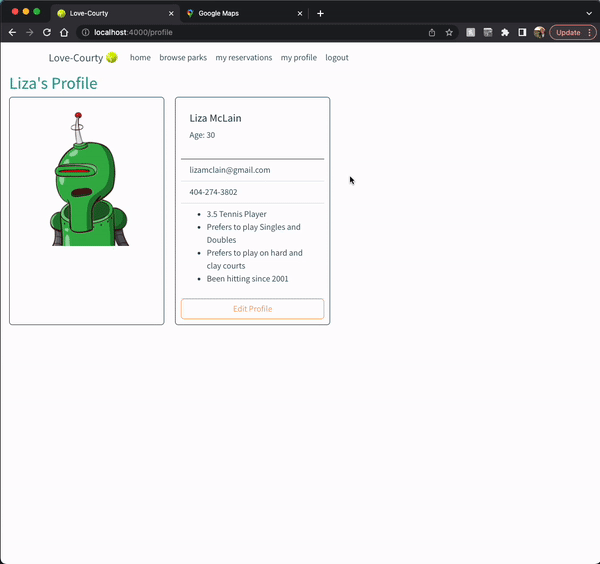 Love-Courty
Google Maps
localhost:4000/profile
Update
Love-Courty home browse parks my reservations my profile logout
Liza's Profile
Liza McLain
Age: 30
lizamclain@gmail.com
404-274-3802
3.5 Tennis Player
Prefers to play Singles and
Doubles
Prefers to play on hard and
clay courts
Been hitting since 2001
Edit Profile